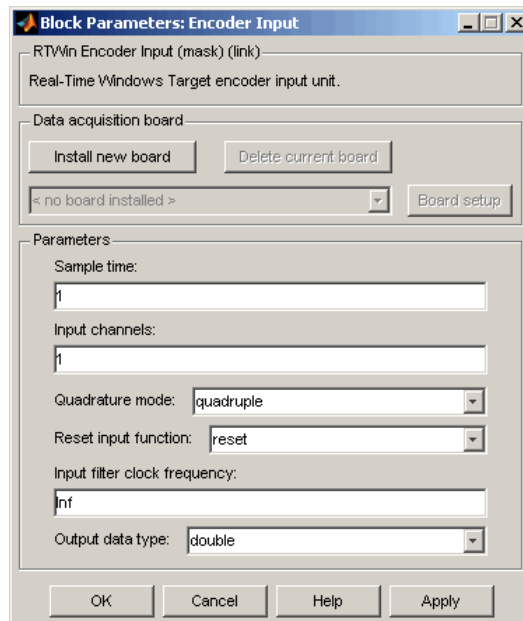 Block Parameters: Encoder Input
RTWin Encoder Input (mask) (link)
Real-Time Windows Target encoder input unit.
Data acquisition board
Install new board Delete current board
< no board installed > Board setup
Parameters
Sample time:
1
Input channels:
1
Quadrature mode: quadruple
Reset input function: reset
Input filter clock frequency:
Inf
Output data type: double
OK Cancel Help Apply